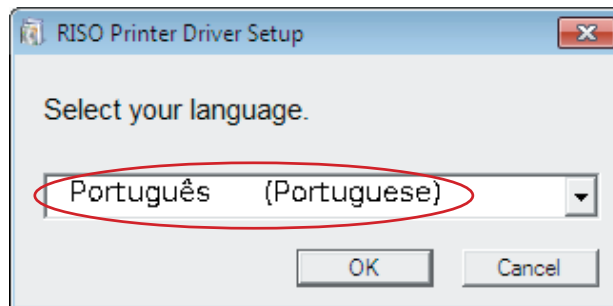 RISO Printer Driver Setup
Select your language.
Português (Portuguese)
OK Cancel